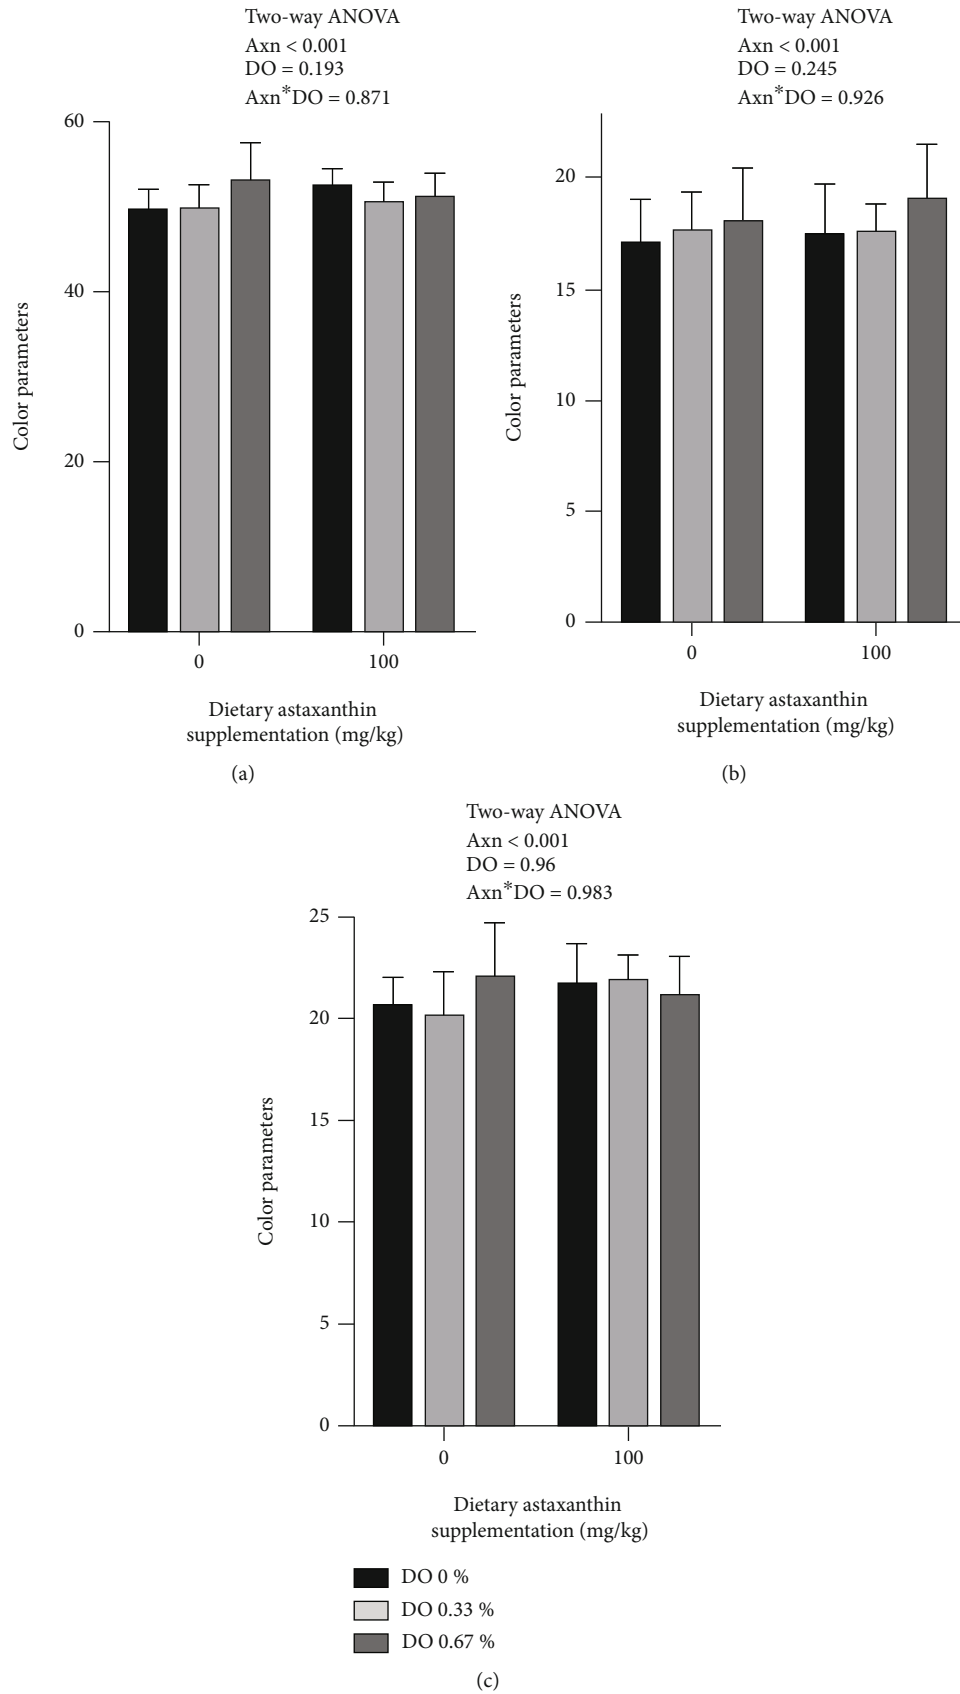 Two-way ANOVA
Axn < 0.001
DO = 0.193
Axn*DO = 0.871
60
40
20
0
Color parameters
0
100
Dietary astaxanthin
supplementation (mg/kg)
(a)
Two-way ANOVA
Axn < 0.001
DO = 0.245
Axn*DO = 0.926
20
15
10
5
0
Color parameters
0
100
Dietary astaxanthin
supplementation (mg/kg)
(b)
Two-way ANOVA
Axn < 0.001
DO = 0.96
Axn*DO = 0.983
25
20
15
10
5
0
Color parameters
0
100
Dietary astaxanthin
supplementation (mg/kg)
DO 0 %
DO 0.33 %
DO 0.67 %
(c)